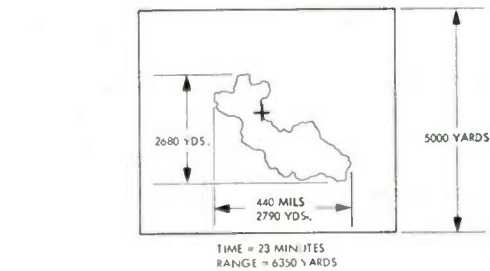 2680 YDS.
5000 YARDS
440 MILS
2790 YDS.
TIME = 23 MINUTES
RANGE = 6350 YARDS